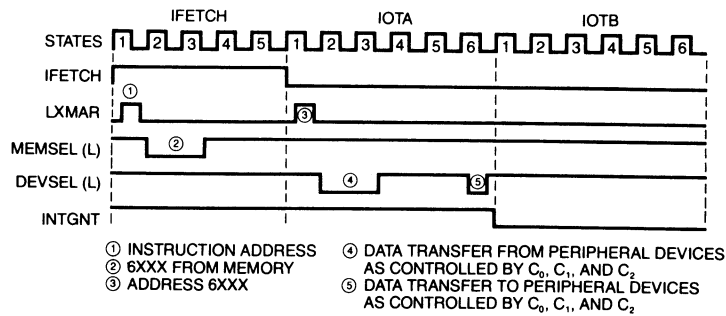 IFETCH IOTA IOTB
STATES 1 2 3 4 5 1 2 3 4 5 6 1 2 3 4 5 6
IFETCH
① 
LXMAR ③
MEMSEL (L) ②
DEVSEL (L) ④ ⑤
INTGNT
① INSTRUCTION ADDRESS
② 6XXX FROM MEMORY
③ ADDRESS 6XXX
④ DATA TRANSFER FROM PERIPHERAL DEVICES
AS CONTROLLED BY C₀, C₁, AND C₂
⑤ DATA TRANSFER TO PERIPHERAL DEVICES
AS CONTROLLED BY C₀, C₁, AND C₂